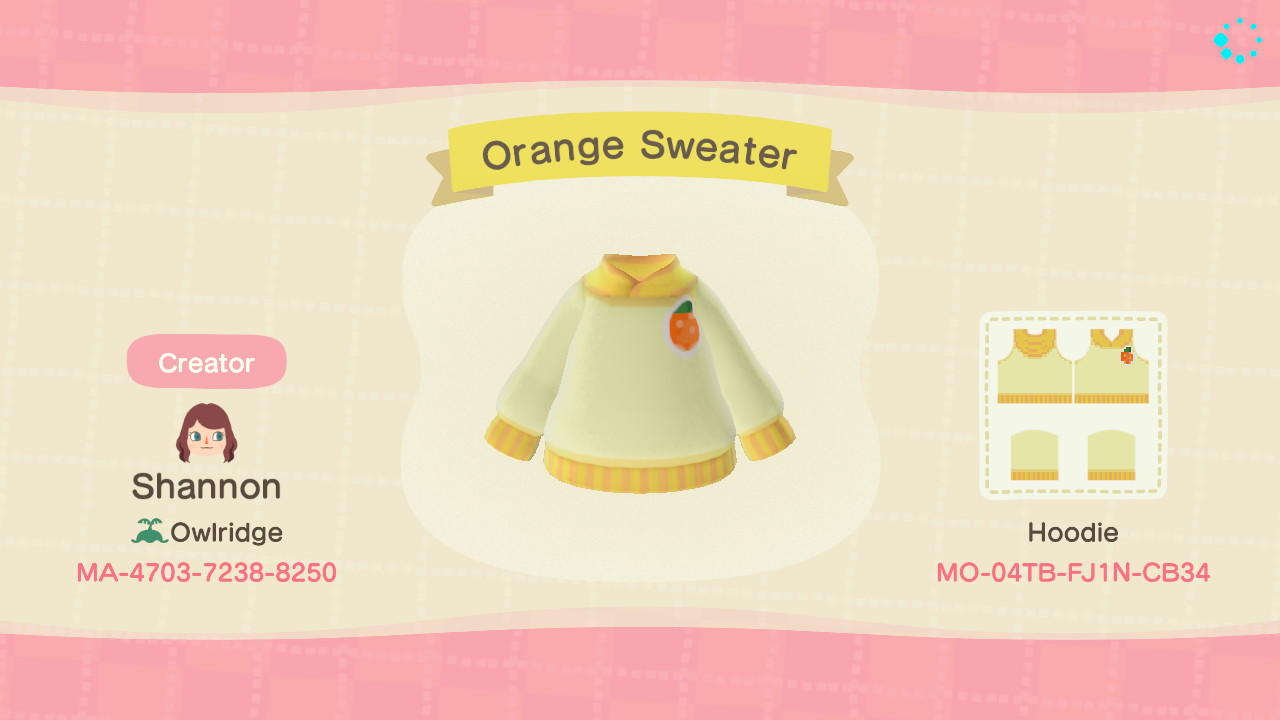 Orange Sweater
Creator
Shannon
Owlridge
MA-4703-7238-8250
Hoodie
MO-04TB-FJ1N-CB34